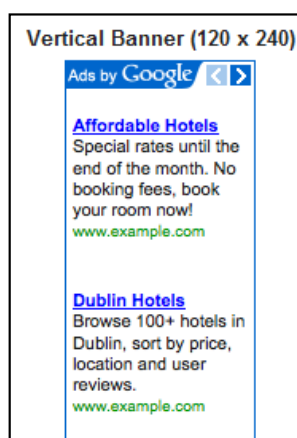 Vertical Banner (120 x 240)
Ads by Google
Affordable Hotels
Special rates until the
end of the month. No
booking fees, book
your room now!
www.example.com
Dublin Hotels
Browse 100+ hotels in
Dublin, sort by price,
location and user
reviews.
www.example.com